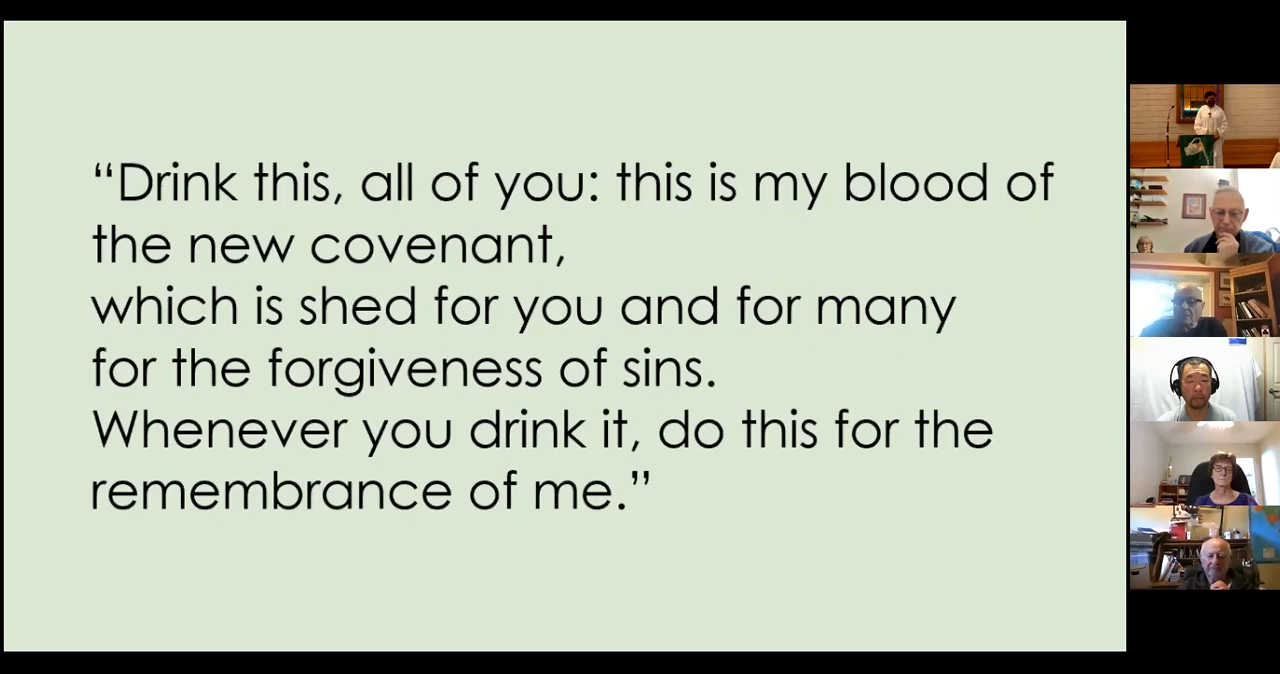 “Drink this, all of you: this is my blood of
the new covenant,
which is shed for you and for many
for the forgiveness of sins.
Whenever you drink it, do this for the
remembrance of me.”